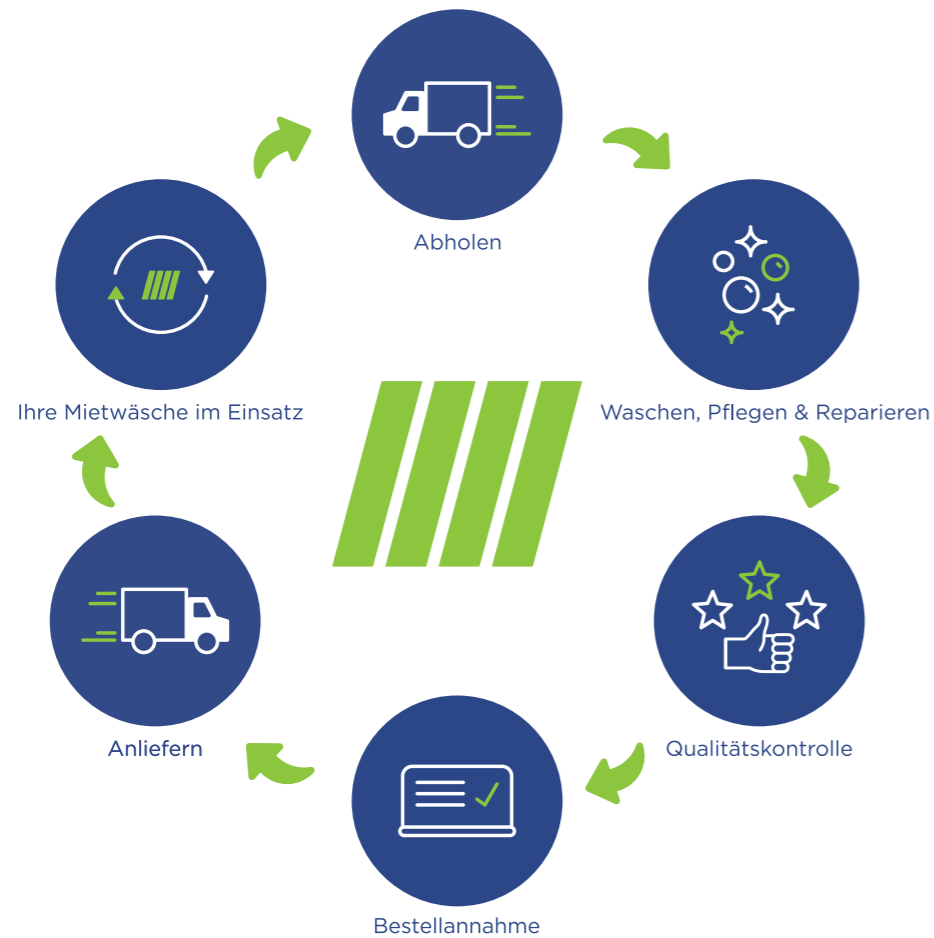 Abholen
Waschen, Pflegen & Reparieren
Qualitätskontrolle
Bestellannahme
Anliefern
Ihre Mietwäsche im Einsatz